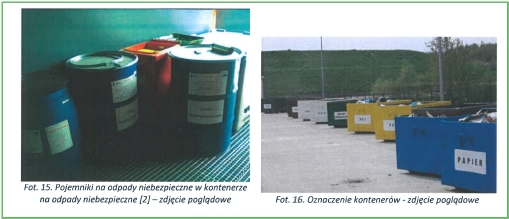 PAPIER
Fot. 15. Pojemniki na odpady niebezpieczne w kontenerze
na odpady niebezpieczne [2] – zdjęcie poglądowe
Fot. 16. Oznaczenie kontenerów - zdjęcie poglądowe